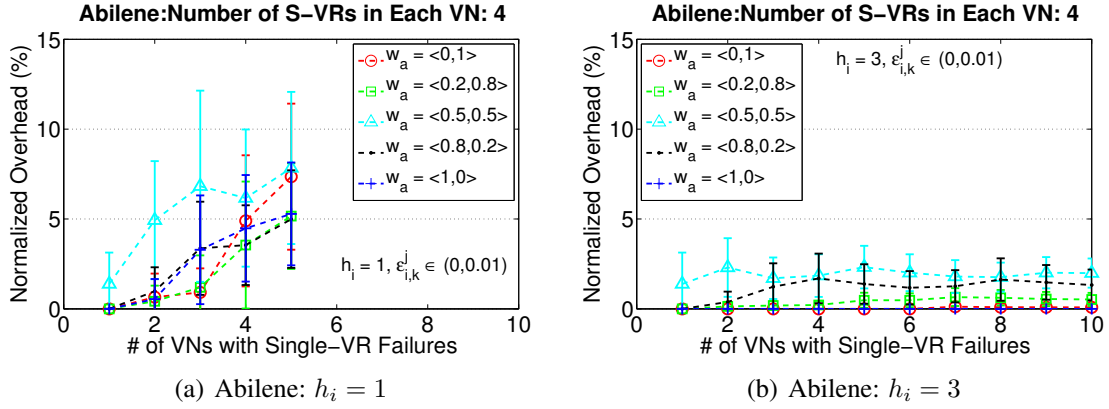 Abilene:Number of S−VRs in Each VN: 4
Normalized Overhead (%)
15
10
5
0
0 2 4 6 8 10
# of VNs with Single−VR Failures
w_a = <0,1>
w_a = <0.2,0.8>
w_a = <0.5,0.5>
w_a = <0.8,0.2>
w_a = <1,0>
h_i = 1, ε^j_{i,k} ∈ (0,0.01)
(a) Abilene: h_i = 1
Abilene:Number of S−VRs in Each VN: 4
Normalized Overhead (%)
15
10
5
0
0 2 4 6 8 10
# of VNs with Single−VR Failures
w_a = <0,1>
w_a = <0.2,0.8>
w_a = <0.5,0.5>
w_a = <0.8,0.2>
w_a = <1,0>
h_i = 3, ε^j_{i,k} ∈ (0,0.01)
(b) Abilene: h_i = 3